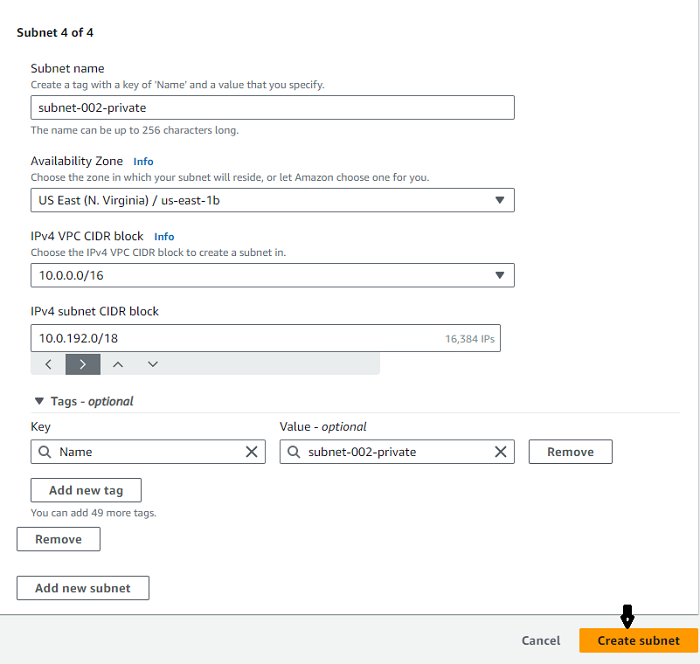 Subnet 4 of 4
Subnet name
Create a tag with a key of 'Name' and a value that you specify.
subnet-002-private
The name can be up to 256 characters long.
Availability Zone Info
Choose the zone in which your subnet will reside, or let Amazon choose one for you.
US East (N. Virginia) / us-east-1b
IPv4 VPC CIDR block Info
Choose the IPv4 VPC CIDR block to create a subnet in.
10.0.0.0/16
IPv4 subnet CIDR block
10.0.192.0/18 16,384 IPs
Tags - optional
Key Value - optional
Name subnet-002-private Remove
Add new tag
You can add 49 more tags.
Remove
Add new subnet
Cancel Create subnet